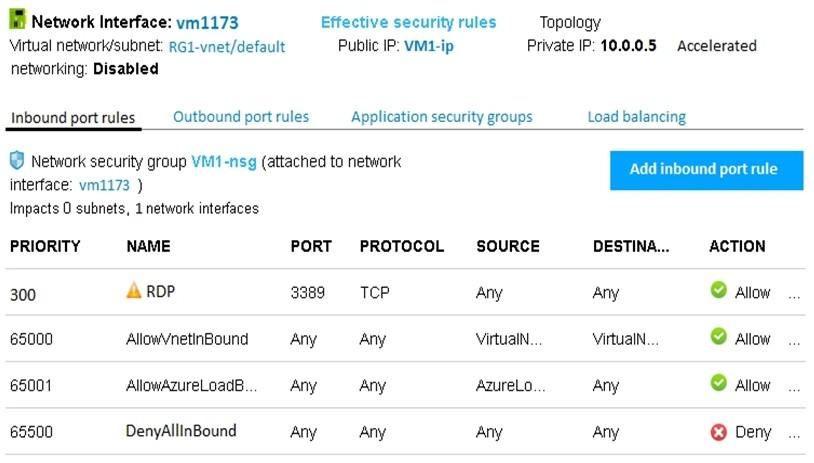 Network Interface: vm1173 Effective security rules Topology
Virtual network/subnet: RG1-vnet/default Public IP: VM1-ip Private IP: 10.0.0.5 Accelerated
networking: Disabled
Inbound port rules Outbound port rules Application security groups Load balancing
Network security group VM1-nsg (attached to network
interface: vm1173 )
Impacts 0 subnets, 1 network interfaces
Add inbound port rule
PRIORITY NAME PORT PROTOCOL SOURCE DESTINA... ACTION
300 RDP 3389 TCP Any Any Allow ...
65000 AllowVnetInBound Any Any VirtualN... VirtualN... Allow ...
65001 AllowAzureLoadB... Any Any AzureLo... Any Allow ...
65500 DenyAllInBound Any Any Any Any Deny ...